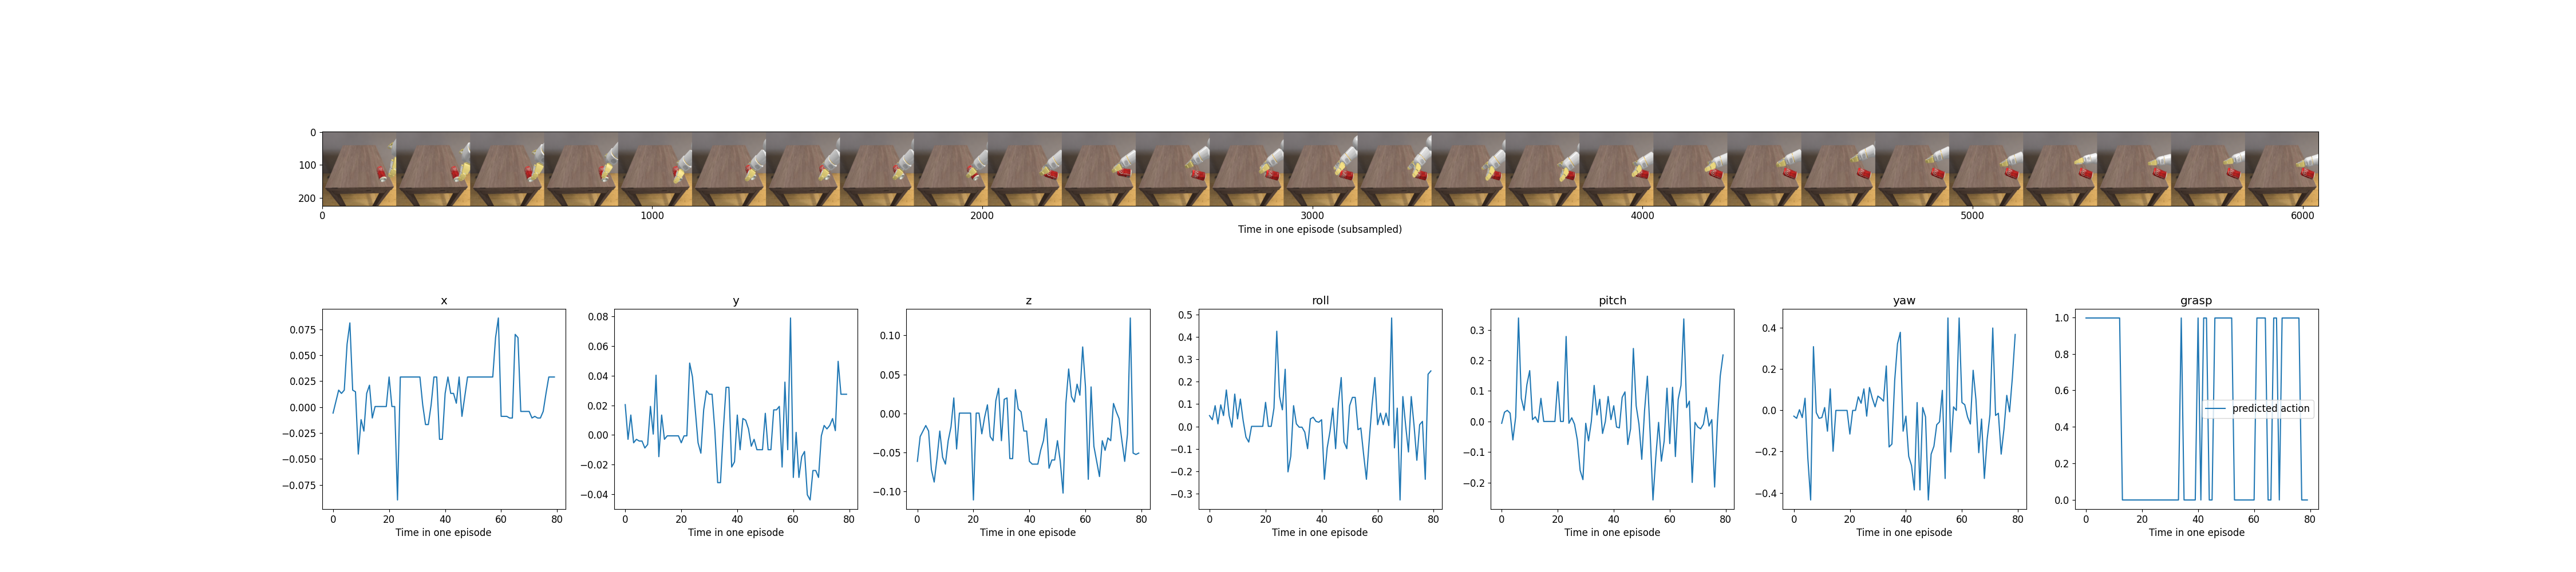 0
100
200
0 1000 2000 3000 4000 5000 6000
Time in one episode (subsampled)
x
0.075
0.050
0.025
0.000
−0.025
−0.050
−0.075
0 20 40 60 80
Time in one episode
y
0.08
0.06
0.04
0.02
0.00
−0.02
−0.04
0 20 40 60 80
Time in one episode
z
0.10
0.05
0.00
−0.05
−0.10
0 20 40 60 80
Time in one episode
roll
0.5
0.4
0.3
0.2
0.1
0.0
−0.1
−0.2
−0.3
0 20 40 60 80
Time in one episode
pitch
0.3
0.2
0.1
0.0
−0.1
−0.2
0 20 40 60 80
Time in one episode
yaw
0.4
0.2
0.0
−0.2
−0.4
0 20 40 60 80
Time in one episode
grasp
1.0
0.8
0.6
0.4
0.2
0.0
predicted action
0 20 40 60 80
Time in one episode